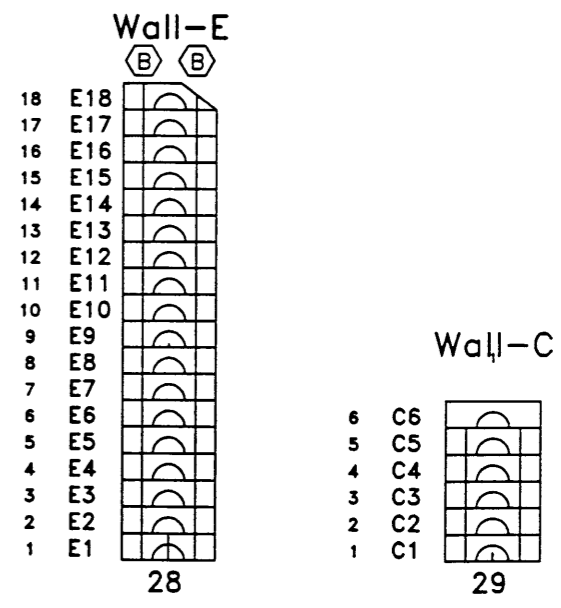 Wall-E
B B
18 E18
17 E17
16 E16
15 E15
14 E14
13 E13
12 E12
11 E11
10 E10
9 E9
8 E8
7 E7
6 E6
5 E5
4 E4
3 E3
2 E2
1 E1
28
Wall-C
6 C6
5 C5
4 C4
3 C3
2 C2
1 C1
29